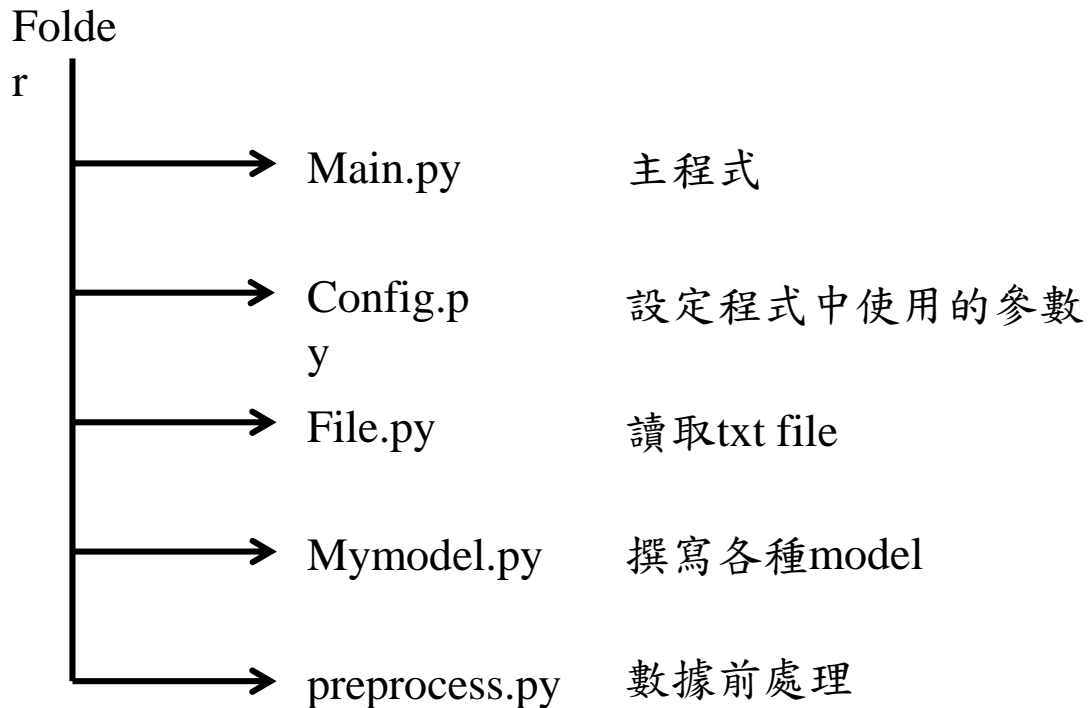 Folde
r
Main.py 主程式
Config.p 設定程式中使用的參數
y
File.py 讀取txt file
Mymodel.py 撰寫各種model
preprocess.py 數據前處理